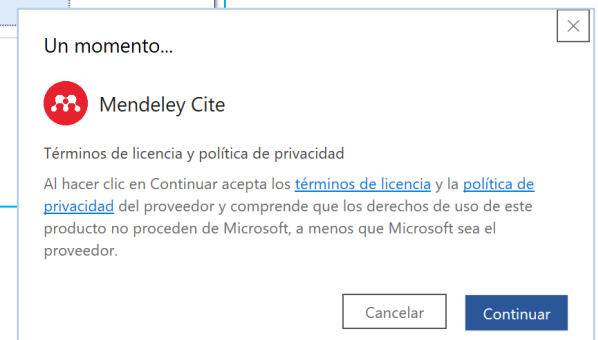 Un momento...
Mendeley Cite
Términos de licencia y política de privacidad
Al hacer clic en Continuar acepta los términos de licencia y la política de
privacidad del proveedor y comprende que los derechos de uso de este
producto no proceden de Microsoft, a menos que Microsoft sea el
proveedor.
Cancelar
Continuar